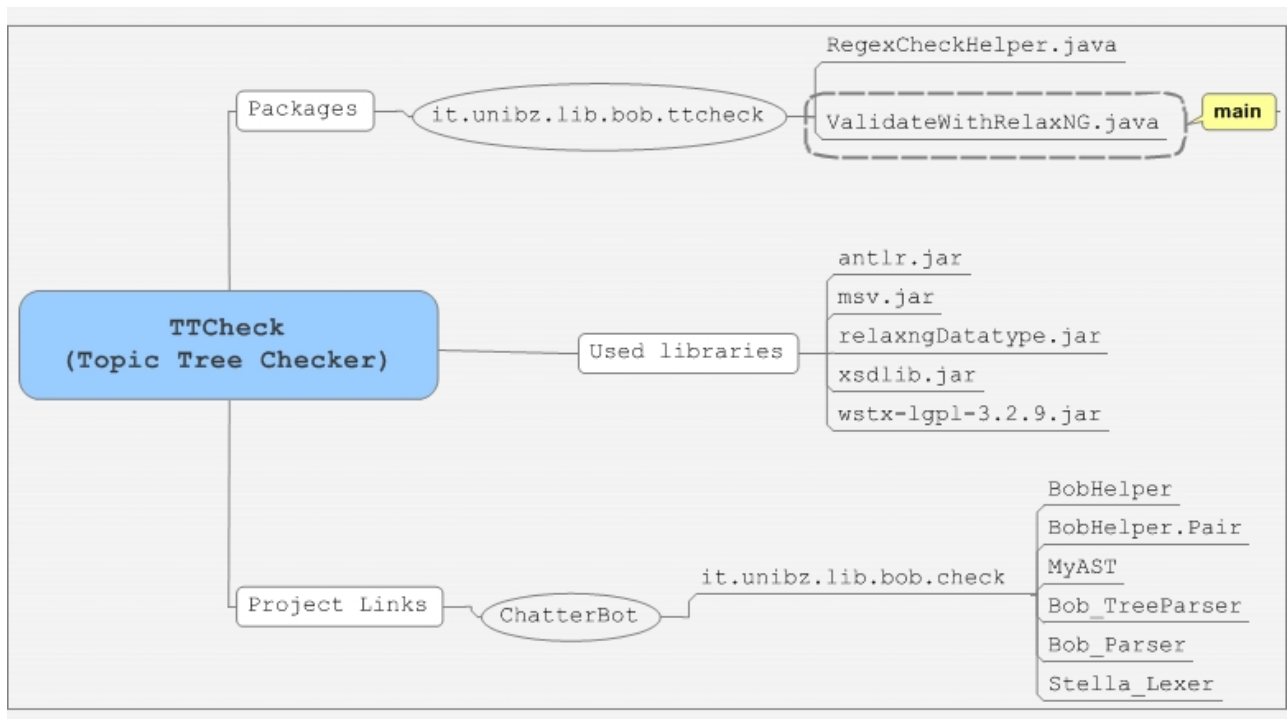 RegexCheckHelper.java
Packages
it.unibz.lib.bob.ttcheck
ValidateWithRelaxNG.java
main
TTCheck
(Topic Tree Checker)
Used libraries
antlr.jar
msv.jar
relaxngDatatype.jar
xsdlib.jar
wstx-lgpl-3.2.9.jar
Project Links
ChatterBot
it.unibz.lib.bob.check
BobHelper
BobHelper.Pair
MyAST
Bob_TreeParser
Bob_Parser
Stella_Lexer